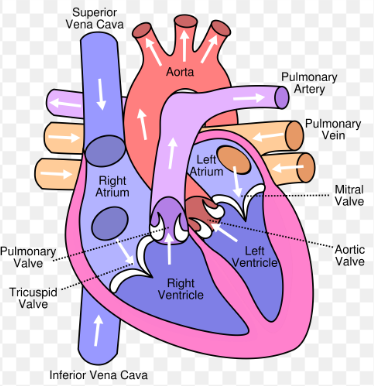 Superior
Vena Cava
Aorta
Pulmonary
Artery
Pulmonary
Vein
Left
Atrium
Right
Atrium
Mitral
Valve
Pulmonary
Valve
Aortic
Valve
Left
Ventricle
Tricuspid
Valve
Right
Ventricle
Inferior Vena Cava